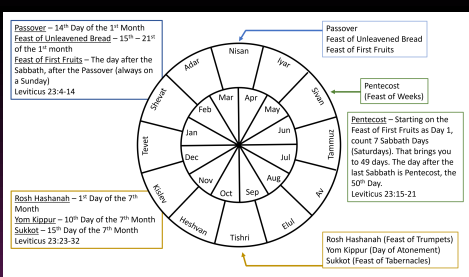 Passover – 14th Day of the 1st Month
Feast of Unleavened Bread – 15th – 21st
of the 1st month
Feast of First Fruits – The day after the
Sabbath, after the Passover (always on
a Sunday)
Leviticus 23:4-14
Passover
Feast of Unleavened Bread
Feast of First Fruits
Nisan
Iyar
Sivan
Tammuz
Av
Elul
Tishri
Heshvan
Kislev
Tevet
Shevat
Adar
Mar
Apr
May
Jun
Jul
Aug
Sep
Oct
Nov
Dec
Jan
Feb
Pentecost
(Feast of Weeks)
Pentecost – Starting on the
Feast of First Fruits as Day 1,
count 7 Sabbath Days
(Saturdays). That brings you
to 49 days. The day after the
last Sabbath is Pentecost, the
50th Day.
Leviticus 23:15-21
Rosh Hashanah – 1st Day of the 7th
Month
Yom Kippur – 10th Day of the 7th Month
Sukkot – 15th Day of the 7th Month
Leviticus 23:23-32
Rosh Hashanah (Feast of Trumpets)
Yom Kippur (Day of Atonement)
Sukkot (Feast of Tabernacles)